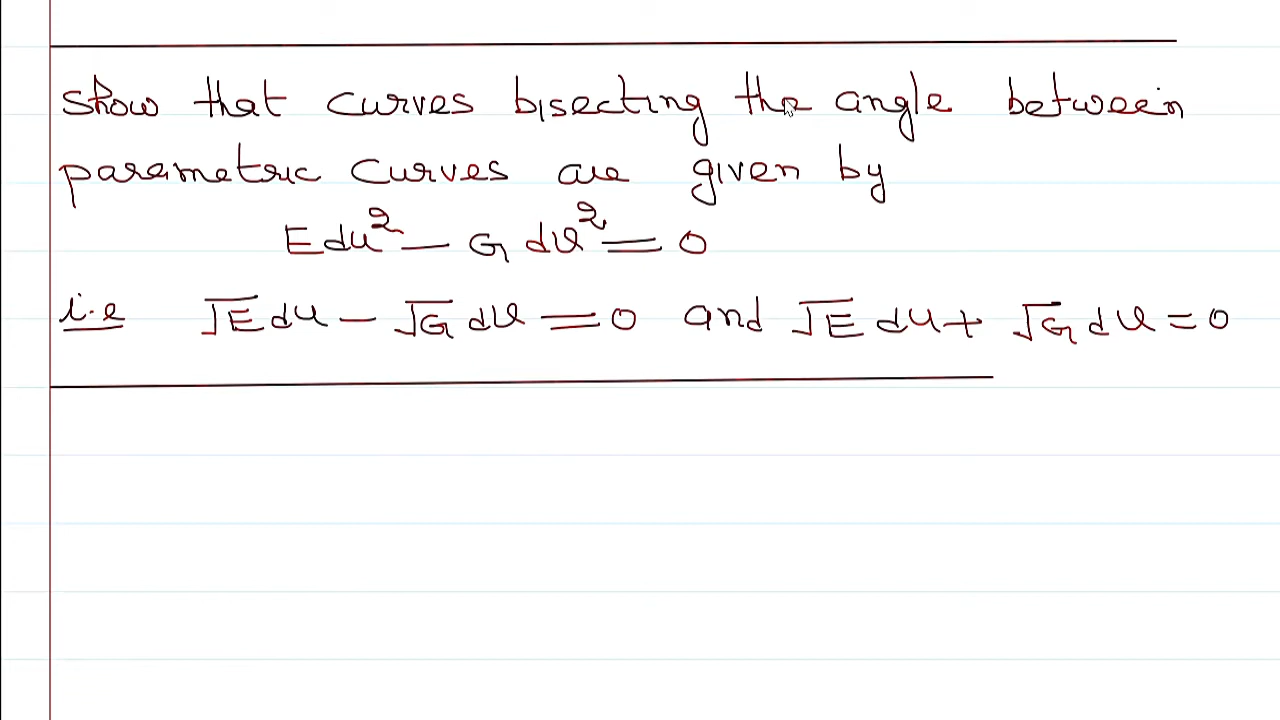 show that curves bisecting the angle between
parametric curves are given by
Edu² — G dv² = 0
i.e √E du — √G dv = 0 and √E du + √G dv = 0